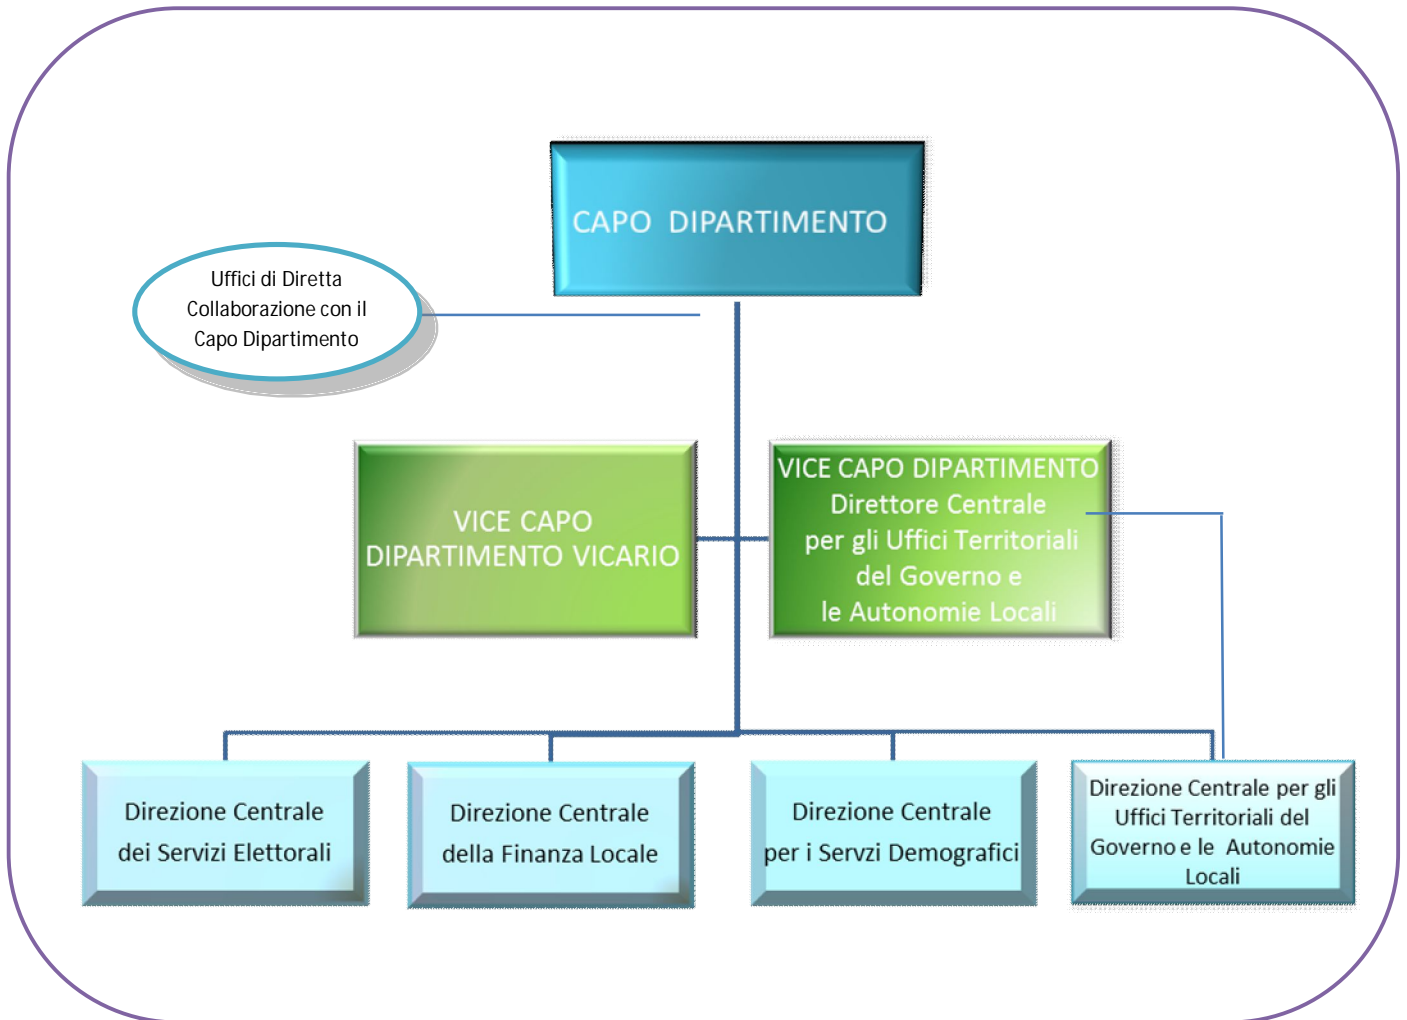 CAPO DIPARTIMENTO
Uffici di Diretta
Collaborazione con il
Capo Dipartimento
VICE CAPO
DIPARTIMENTO VICARIO
VICE CAPO DIPARTIMENTO
Direttore Centrale
per gli Uffici Territoriali
del Governo e
le Autonomie Locali
Direzione Centrale
dei Servizi Elettorali
Direzione Centrale
della Finanza Locale
Direzione Centrale
per i Servzi Demografici
Direzione Centrale per gli
Uffici Territoriali del
Governo e le Autonomie
Locali